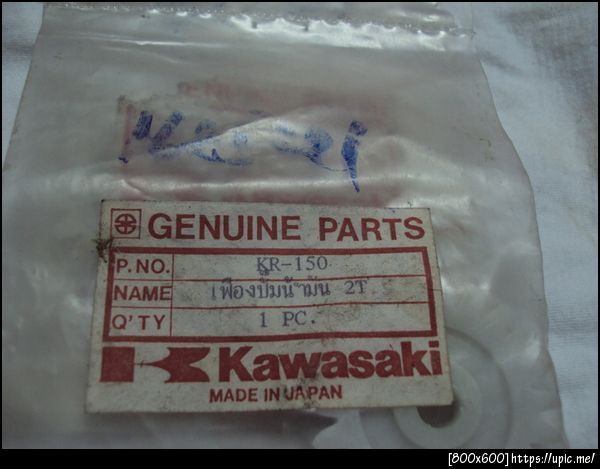 GENUINE PARTS
P.NO. KR-150
NAME เฟืองปั๊มน้ำมัน 2T
Q'TY 1 PC.
Kawasaki
MADE IN JAPAN
[800x600]https://upic.me/